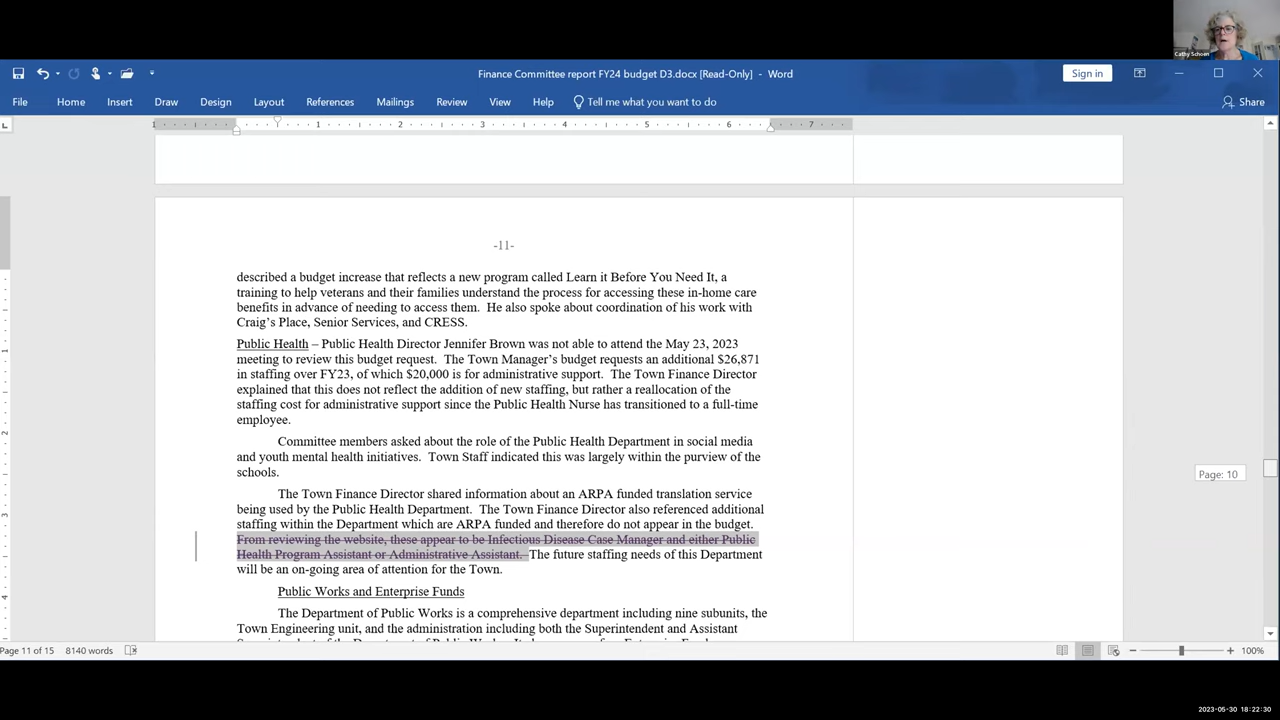 Cathy Schoen
Finance Committee report FY24 budget D3.docx [Read-Only] - Word
Sign in
File Home Insert Draw Design Layout References Mailings Review View Help Tell me what you want to do Share
1 1 2 3 4 5 6 7
-11-
described a budget increase that reflects a new program called Learn it Before You Need It, a
training to help veterans and their families understand the process for accessing these in-home care
benefits in advance of needing to access them. He also spoke about coordination of his work with
Craig's Place, Senior Services, and CRESS.
Public Health – Public Health Director Jennifer Brown was not able to attend the May 23, 2023
meeting to review this budget request. The Town Manager's budget requests an additional $26,871
in staffing over FY23, of which $20,000 is for administrative support. The Town Finance Director
explained that this does not reflect the addition of new staffing, but rather a reallocation of the
staffing cost for administrative support since the Public Health Nurse has transitioned to a full-time
employee.
Committee members asked about the role of the Public Health Department in social media
and youth mental health initiatives. Town Staff indicated this was largely within the purview of the
schools.
The Town Finance Director shared information about an ARPA funded translation service
being used by the Public Health Department. The Town Finance Director also referenced additional
staffing within the Department which are ARPA funded and therefore do not appear in the budget.
From reviewing the website, these appear to be Infectious Disease Case Manager and either Public
Health Program Assistant or Administrative Assistant. The future staffing needs of this Department
will be an on-going area of attention for the Town.
Public Works and Enterprise Funds
The Department of Public Works is a comprehensive department including nine subunits, the
Town Engineering unit, and the administration including both the Superintendent and Assistant
Page: 10
1
2
3
4
Page 11 of 15 8140 words 100%
2023-05-30 18:22:30